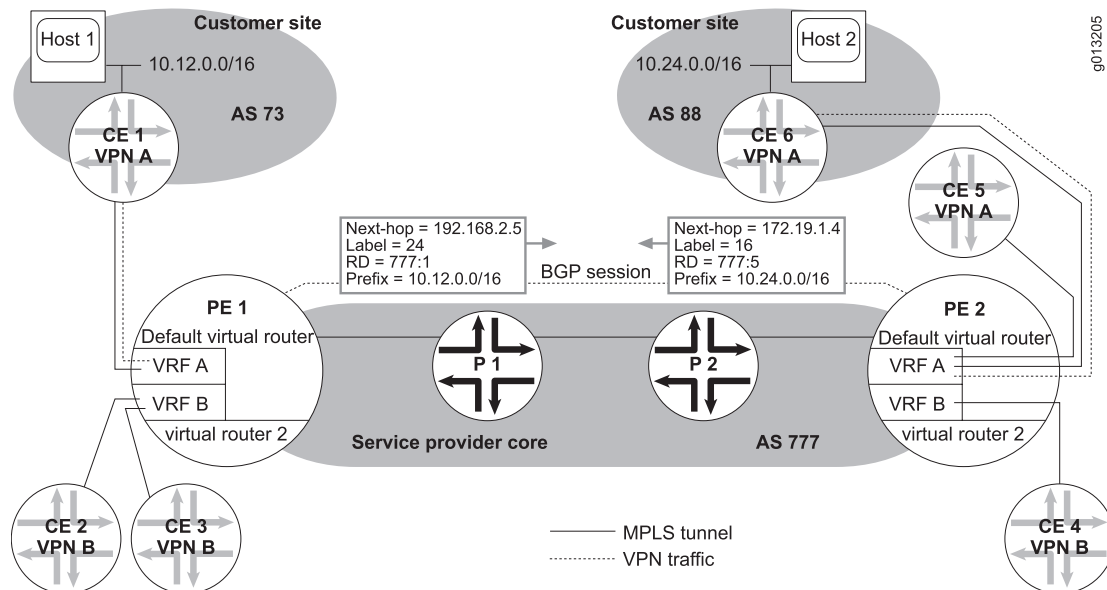 Customer site
Customer site
g013205
Host 1
Host 2
10.12.0.0/16
10.24.0.0/16
AS 73
AS 88
CE 1
VPN A
CE 6
VPN A
CE 5
VPN A
Next-hop = 192.168.2.5
Label = 24
RD = 777:1
Prefix = 10.12.0.0/16
Next-hop = 172.19.1.4
Label = 16
RD = 777:5
Prefix = 10.24.0.0/16
BGP session
PE 1
Default virtual router
VRF A
VRF B
virtual router 2
P 1
P 2
PE 2
Default virtual router
VRF A
VRF B
virtual router 2
Service provider core
AS 777
CE 2
VPN B
CE 3
VPN B
CE 4
VPN B
MPLS tunnel
VPN traffic